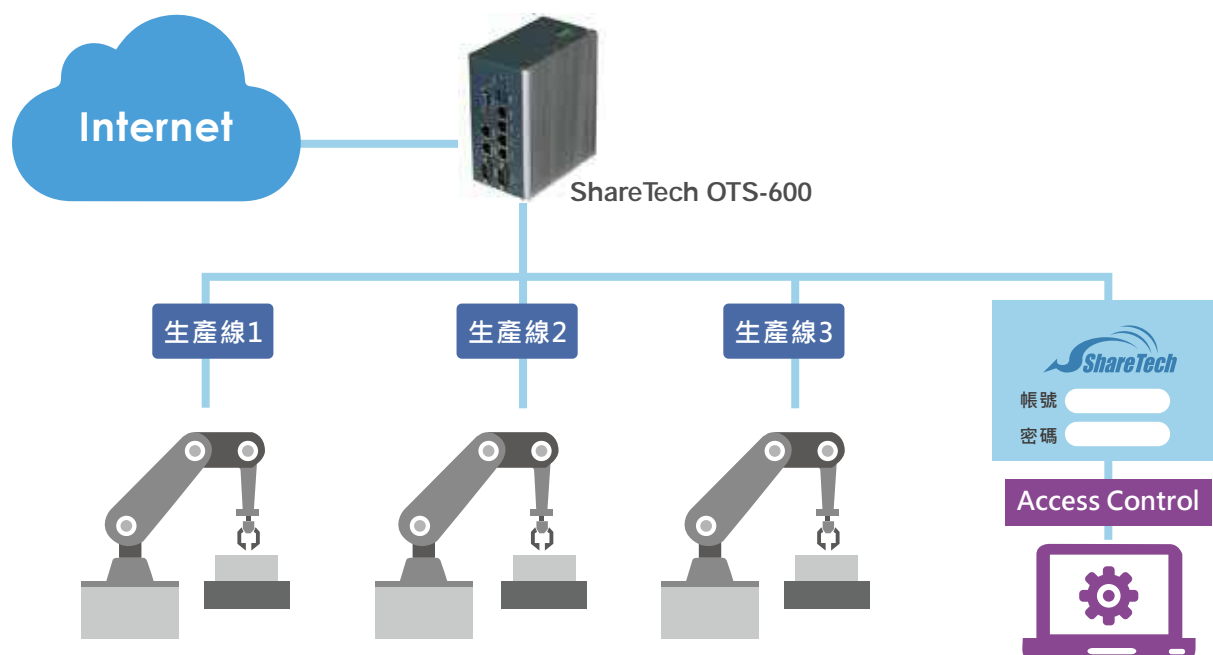 Internet
ShareTech OTS-600
生產線1
生產線2
生產線3
ShareTech
帳號
密碼
Access Control